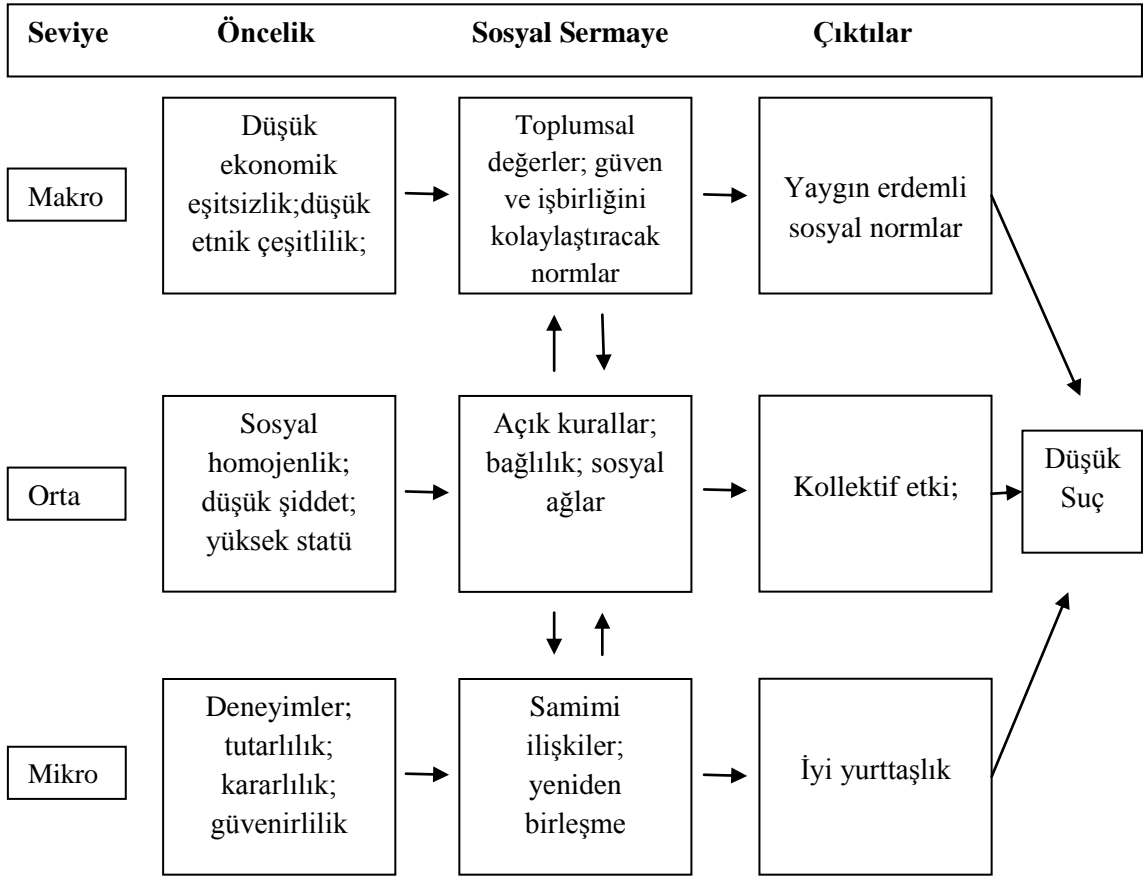 Seviye Öncelik Sosyal Sermaye Çıktılar
Makro
Düşük
ekonomik
eşitsizlik;düşük
etnik çeşitlilik;
Toplumsal
değerler; güven
ve işbirliğini
kolaylaştıracak
normlar
Yaygın erdemli
sosyal normlar
Orta
Sosyal
homojenlik;
düşük şiddet;
yüksek statü
Açık kurallar;
bağlılık; sosyal
ağlar
Kollektif etki;
Düşük
Suç
Mikro
Deneyimler;
tutarlılık;
kararlılık;
güvenirlilik
Samimi
ilişkiler;
yeniden
birleşme
İyi yurttaşlık